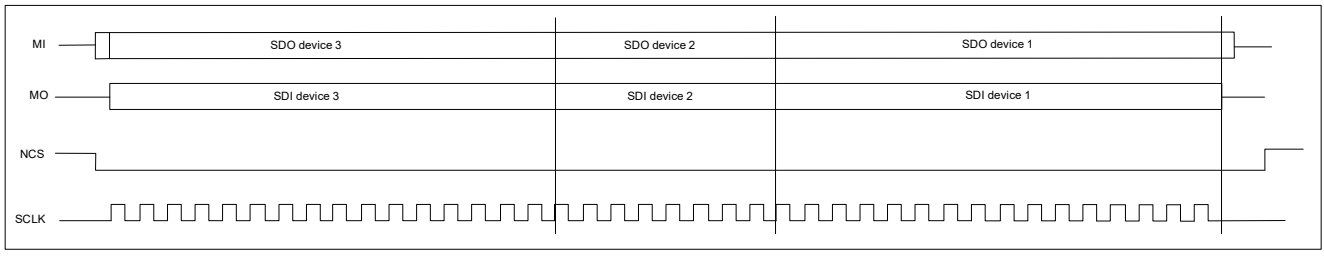 MI SDO device 3 SDO device 2 SDO device 1
MO SDI device 3 SDI device 2 SDI device 1
NCS
SCLK